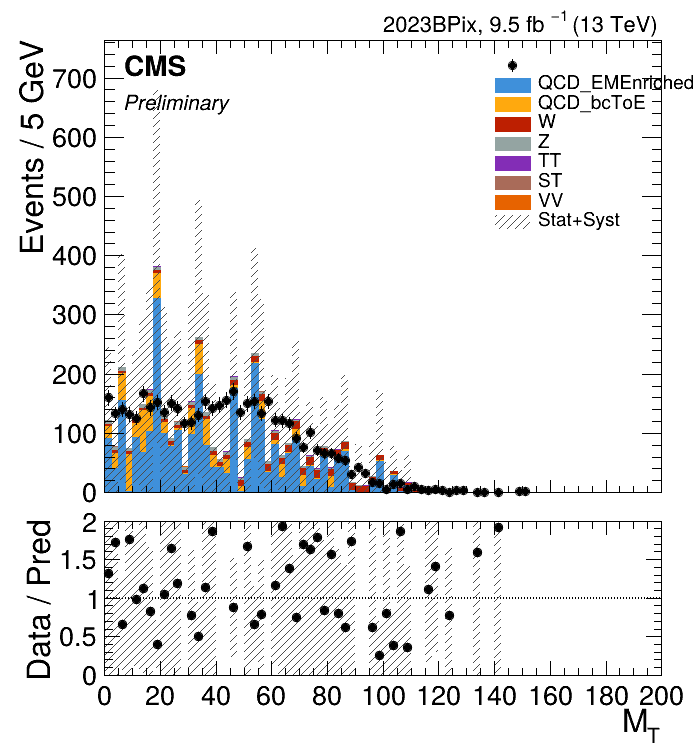 2023BPix, 9.5 fb⁻¹ (13 TeV)
CMS
Preliminary
Events / 5 GeV
700
600
500
400
300
200
100
0
QCD_EMEnriched
QCD_bcToE
W
Z
TT
ST
VV
Stat+Syst
Data / Pred
2
1.5
1
0.5
0
0 20 40 60 80 100 120 140 160 180 200
M_T